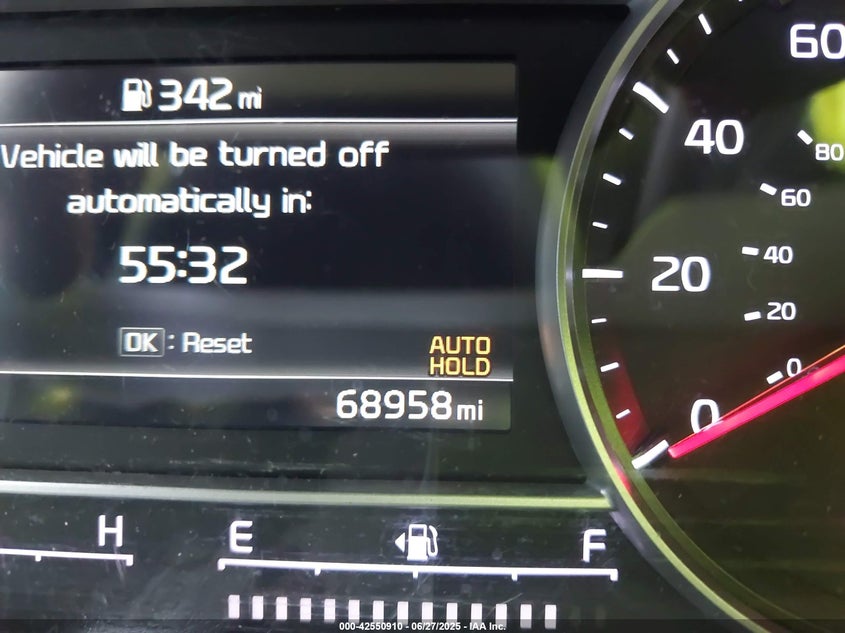 342 mi
Vehicle will be turned off
automatically in:
55:32
OK : Reset
AUTO
HOLD
68958 mi
60
40
20
0
80
60
40
20
0
H
E
F
000-42550910 - 06/27/2025 - IAA Inc.